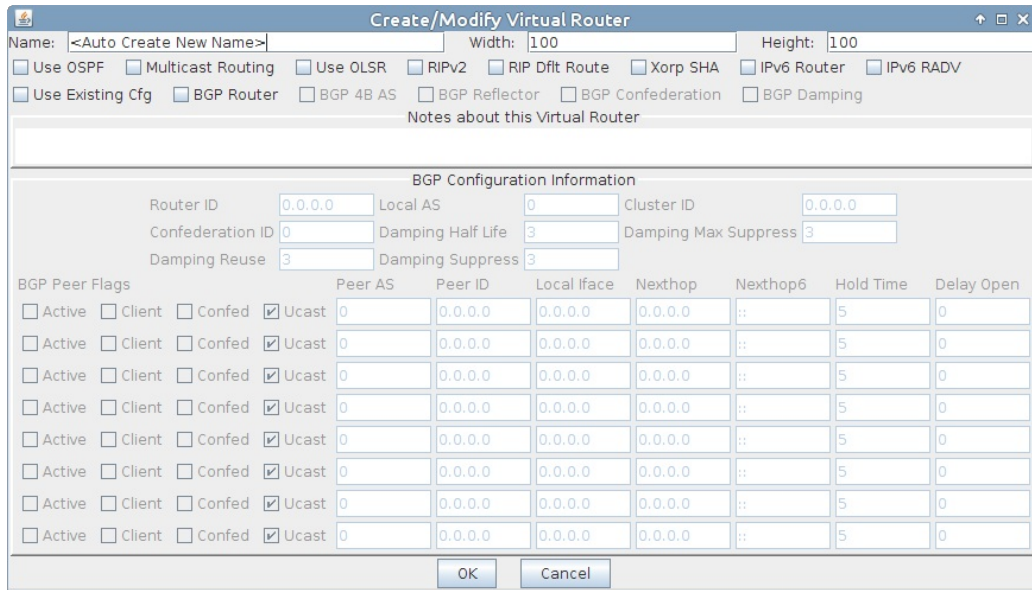 Create/Modify Virtual Router
Name: <Auto Create New Name> Width: 100 Height: 100
Use OSPF Multicast Routing Use OLSR RIPv2 RIP Dflt Route Xorp SHA IPv6 Router IPv6 RADV
Use Existing Cfg BGP Router BGP 4B AS BGP Reflector BGP Confederation BGP Damping
Notes about this Virtual Router
BGP Configuration Information
Router ID 0.0.0.0 Local AS 0 Cluster ID 0.0.0.0
Confederation ID 0 Damping Half Life 3 Damping Max Suppress 3
Damping Reuse 3 Damping Suppress 3
BGP Peer Flags Peer AS Peer ID Local Iface Nexthop Nexthop6 Hold Time Delay Open
Active Client Confed Ucast 0 0.0.0.0 0.0.0.0 0.0.0.0 :: 5 0
Active Client Confed Ucast 0 0.0.0.0 0.0.0.0 0.0.0.0 :: 5 0
Active Client Confed Ucast 0 0.0.0.0 0.0.0.0 0.0.0.0 :: 5 0
Active Client Confed Ucast 0 0.0.0.0 0.0.0.0 0.0.0.0 :: 5 0
Active Client Confed Ucast 0 0.0.0.0 0.0.0.0 0.0.0.0 :: 5 0
Active Client Confed Ucast 0 0.0.0.0 0.0.0.0 0.0.0.0 :: 5 0
Active Client Confed Ucast 0 0.0.0.0 0.0.0.0 0.0.0.0 :: 5 0
Active Client Confed Ucast 0 0.0.0.0 0.0.0.0 0.0.0.0 :: 5 0
OK Cancel